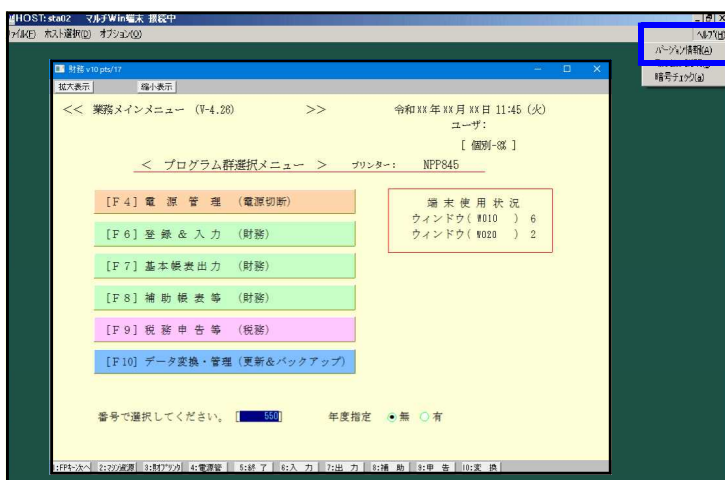 HOST:sta02 マルチWin端末 接続中
ファイル(F) ホスト選択(D) オプション(O) ヘルプ(H)
バージョン情報(A)
暗号チェック(a)
財務 v10 pts/17
拡大表示 縮小表示
<< 業務メインメニュー (V-4.26) >> 令和XX年XX月XX日 11:45 (火)
ユーザ:
[ 個別-8% ]
< プログラム群選択メニュー > プリンター: NPP845
[F4] 電 源 管 理 (電源切断)
[F6] 登 録 & 入 力 (財務)
[F7] 基本帳表出力 (財務)
[F8] 補 助 帳 表 等 (財務)
[F9] 税 務 申 告 等 (税務)
[F10] データ変換・管理 (更新&バックアップ)
端 末 使 用 状 況
ウィンドウ( W010 ) 6
ウィンドウ( W020 ) 2
番号で選択してください。 [ 550] 年度指定 無 有
1:FPキー次へ 2:マシン資源 3:財プリンタ 4:電源管 5:終 了 6:入 力 7:出 力 8:補 助 9:申 告 10:変 換